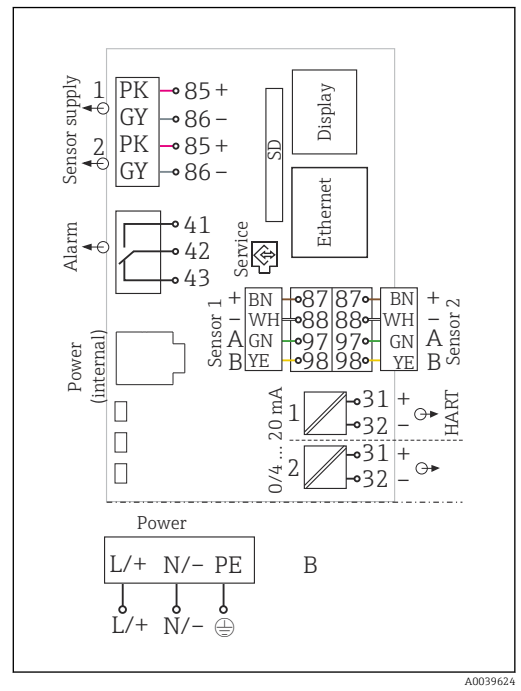 Sensor supply
1 PK 85 +
GY 86 −
2 PK 85 +
GY 86 −
Display
SD
Ethernet
Alarm
41
42
43
Service
Sensor 1
+ BN 87 87 BN +
− WH 88 88 WH −
A GN 97 97 GN A
B YE 98 98 YE B
Sensor 2
Power
(internal)
0/4 ... 20 mA
1 31 +
32 −
HART
2 31 +
32 −
Power
L/+ N/− PE
B
L/+ N/−
A0039624